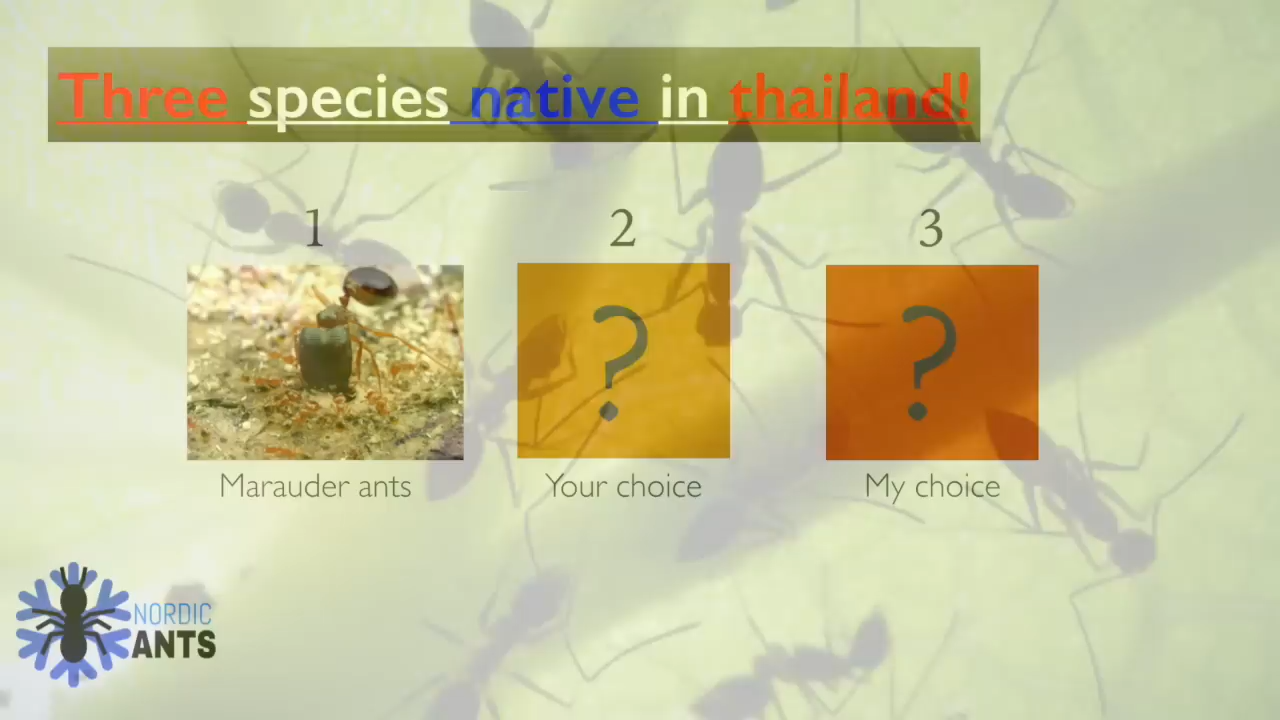 Three species native in thailand!
1
2
3
?
?
Marauder ants
Your choice
My choice
NORDIC
ANTS